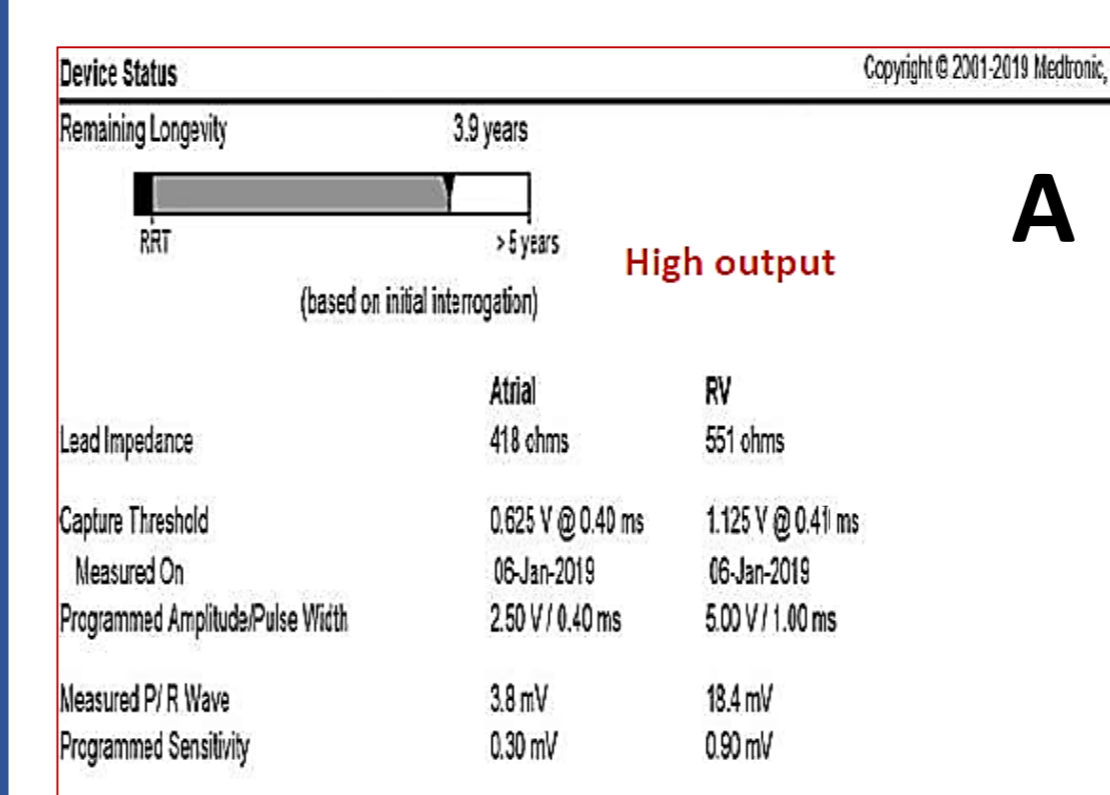 Device Status Copyright © 2001-2019 Medtronic,
Remaining Longevity 3.9 years
A
RRT >5 years
High output
(based on initial interrogation)
Atrial RV
Lead Impedance 418 ohms 551 ohms
Capture Threshold 0.625 V @ 0.40 ms 1.125 V @ 0.41 ms
Measured On 06-Jan-2019 06-Jan-2019
Programmed Amplitude/Pulse Width 2.50 V / 0.40 ms 5.00 V / 1.00 ms
Measured P/ R Wave 3.8 mV 18.4 mV
Programmed Sensitivity 0.30 mV 0.90 mV